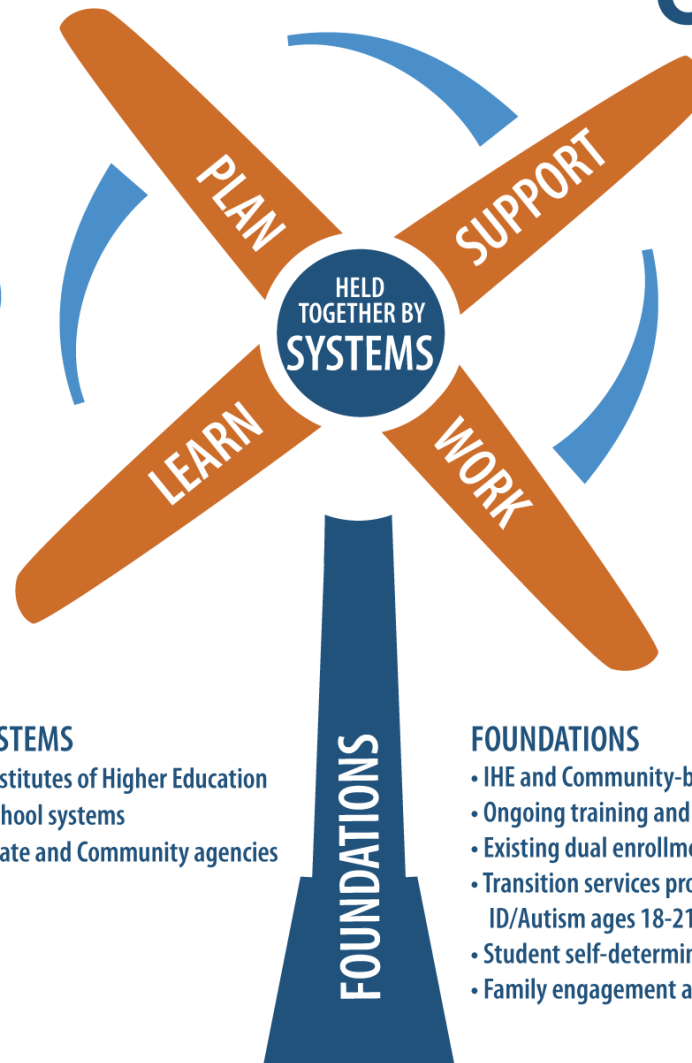 PLAN
SUPPORT
HELD
TOGETHER BY
SYSTEMS
LEARN
WORK
FOUNDATIONS
STEMS
stitutes of Higher Education
hool systems
ate and Community agencies
FOUNDATIONS
• IHE and Community-b
• Ongoing training and
• Existing dual enrollme
• Transition services pro
ID/Autism ages 18-21
• Student self-determin
• Family engagement a